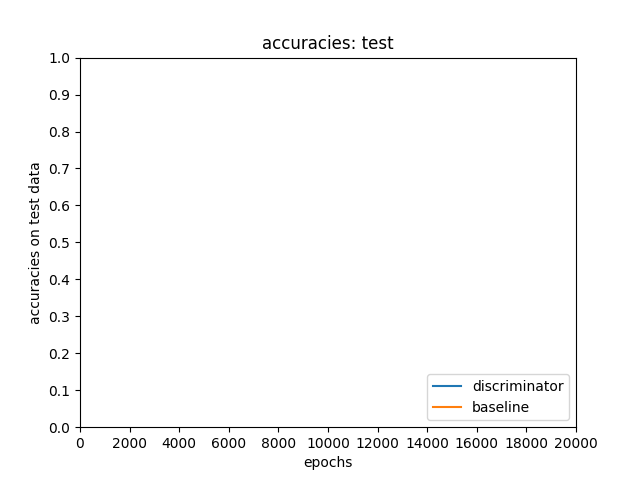 accuracies: test
1.0
0.9
0.8
0.7
0.6
0.5
0.4
0.3
0.2
0.1
0.0
accuracies on test data
discriminator
baseline
0 2000 4000 6000 8000 10000 12000 14000 16000 18000 20000
epochs